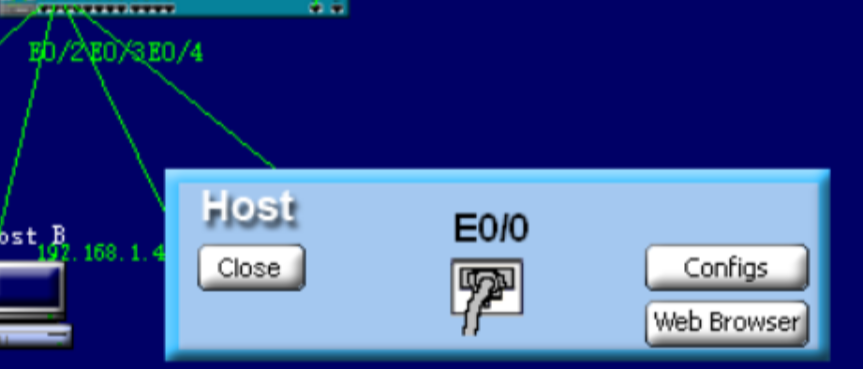 E0/2 E0/3 E0/4
Host
E0/0
ost B
192.168.1.4
Close
Configs
Web Browser